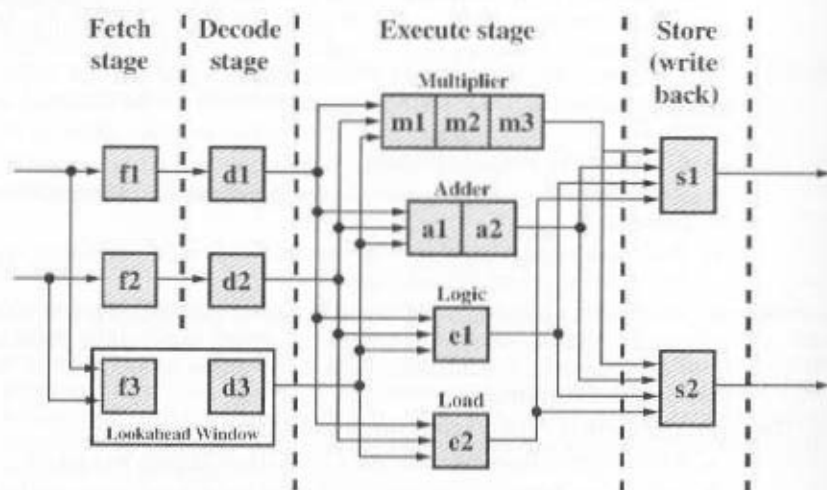 Fetch stage
Decode stage
Execute stage
Store (write back)
Multiplier
m1 m2 m3
f1
d1
s1
Adder
a1 a2
f2
d2
Logic
e1
f3
d3
s2
Load
e2
Lookahead Window